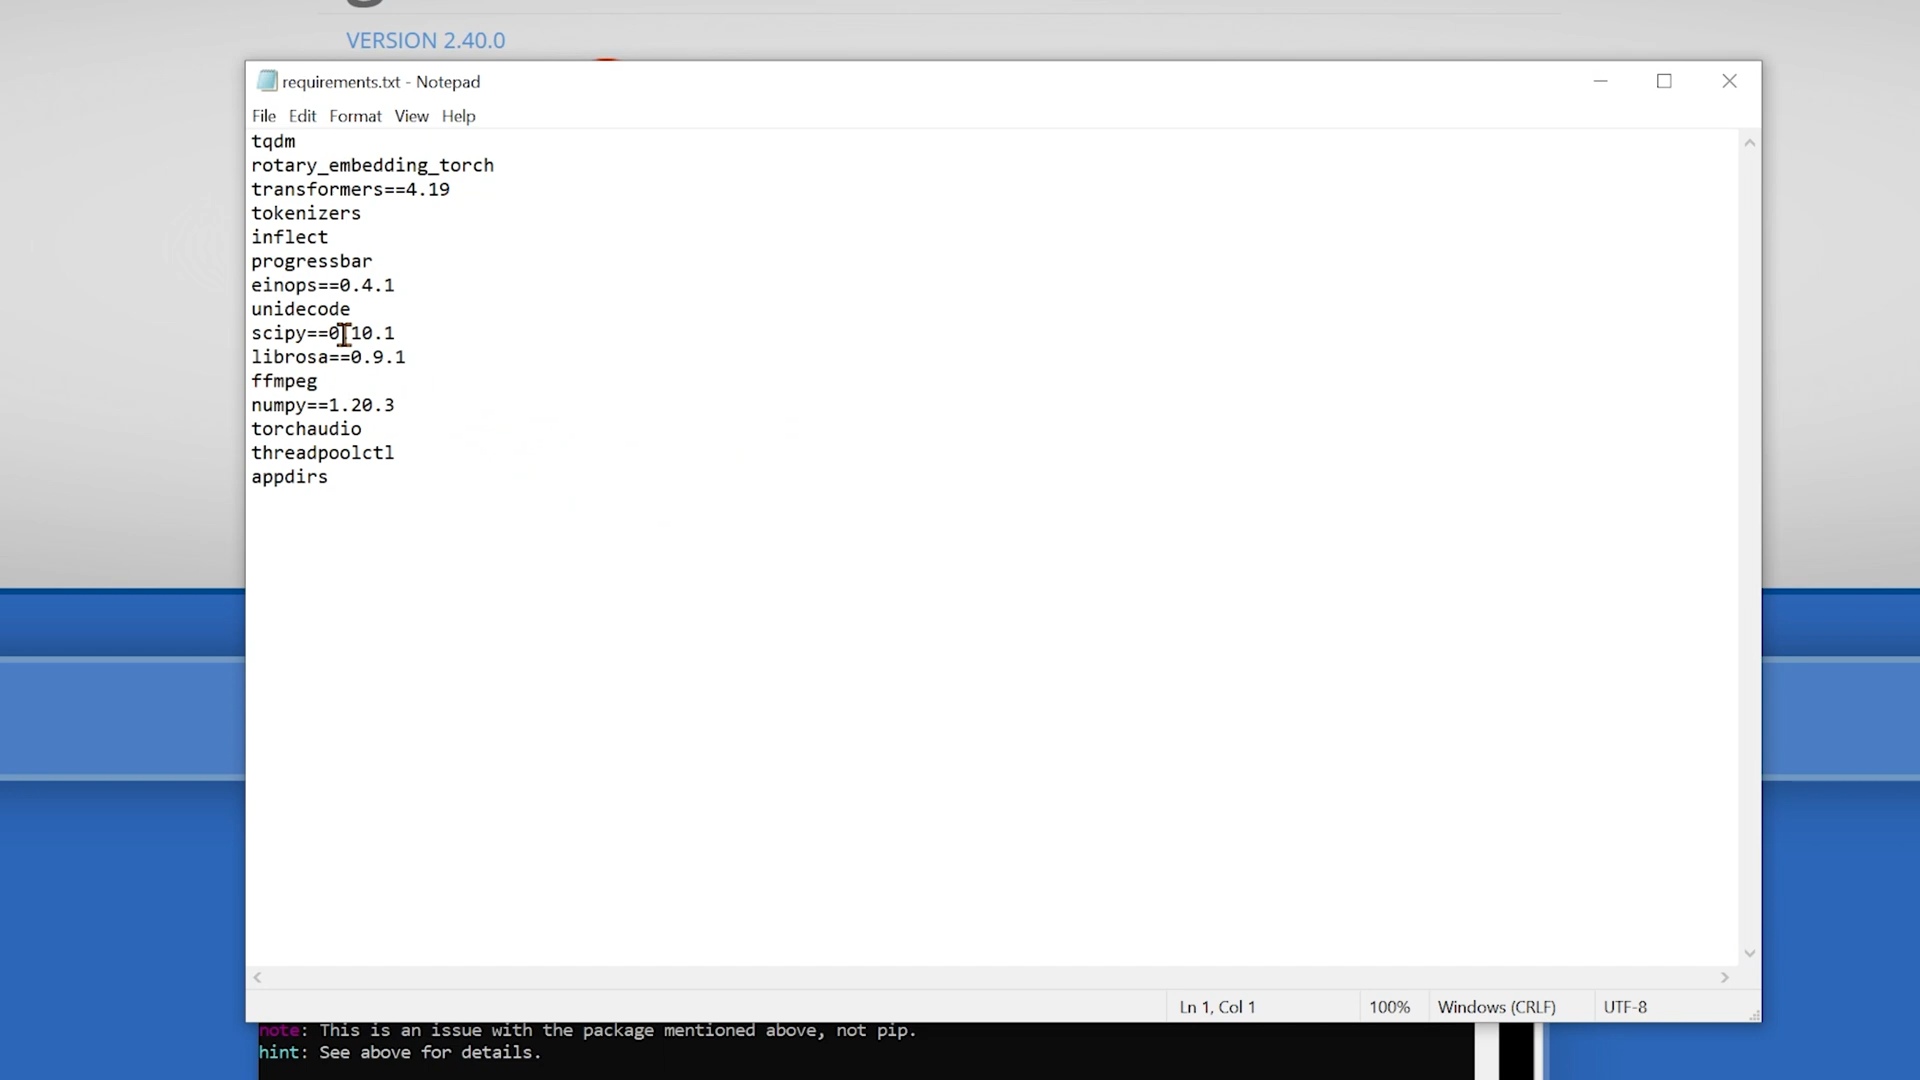 VERSION 2.40.0
requirements.txt - Notepad
File Edit Format View Help
tqdm
rotary_embedding_torch
transformers==4.19
tokenizers
inflect
progressbar
einops==0.4.1
unidecode
scipy==0.10.1
librosa==0.9.1
ffmpeg
numpy==1.20.3
torchaudio
threadpoolctl
appdirs
Ln 1, Col 1 100% Windows (CRLF) UTF-8
note: This is an issue with the package mentioned above, not pip.
hint: See above for details.